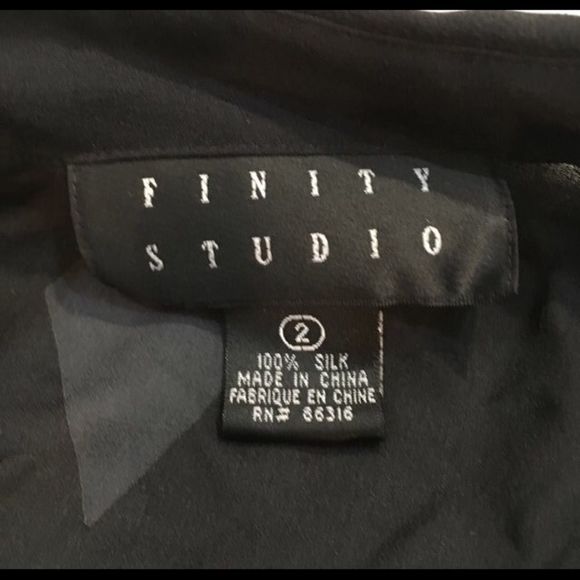 FINITY
STUDIO
2
100% SILK
MADE IN CHINA
FABRIQUE EN CHINE
RN# 86316